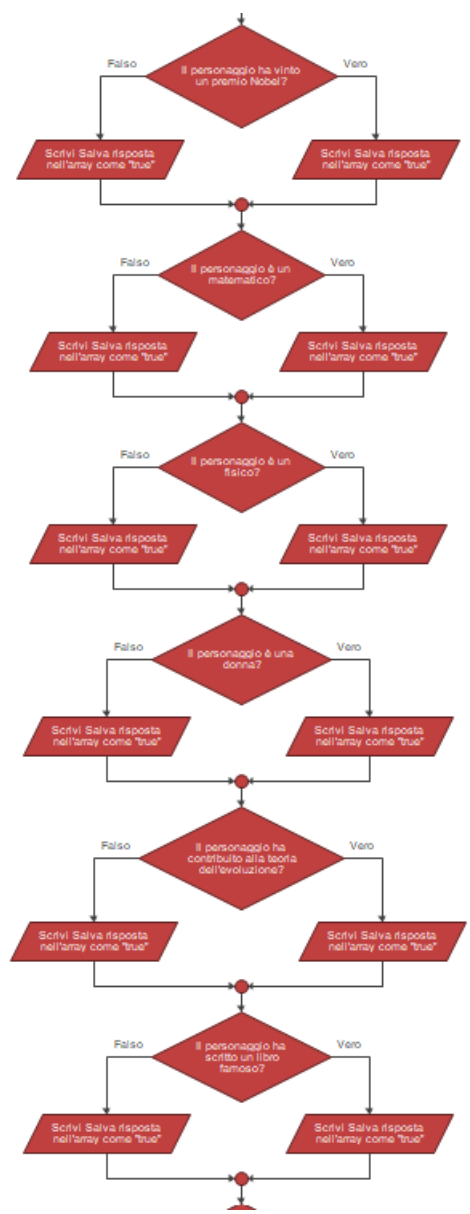 Il personaggio ha vinto
un premio Nobel?
Falso
Vero
Scrivi Salva risposta
nell'array come "true"
Scrivi Salva risposta
nell'array come "true"
Il personaggio è un
matematico?
Falso
Vero
Scrivi Salva risposta
nell'array come "true"
Scrivi Salva risposta
nell'array come "true"
Il personaggio è un
fisico?
Falso
Vero
Scrivi Salva risposta
nell'array come "true"
Scrivi Salva risposta
nell'array come "true"
Il personaggio è una
donna?
Falso
Vero
Scrivi Salva risposta
nell'array come "true"
Scrivi Salva risposta
nell'array come "true"
Il personaggio ha
contribuito alla teoria
dell'evoluzione?
Falso
Vero
Scrivi Salva risposta
nell'array come "true"
Scrivi Salva risposta
nell'array come "true"
Il personaggio ha
scritto un libro
famoso?
Falso
Vero
Scrivi Salva risposta
nell'array come "true"
Scrivi Salva risposta
nell'array come "true"